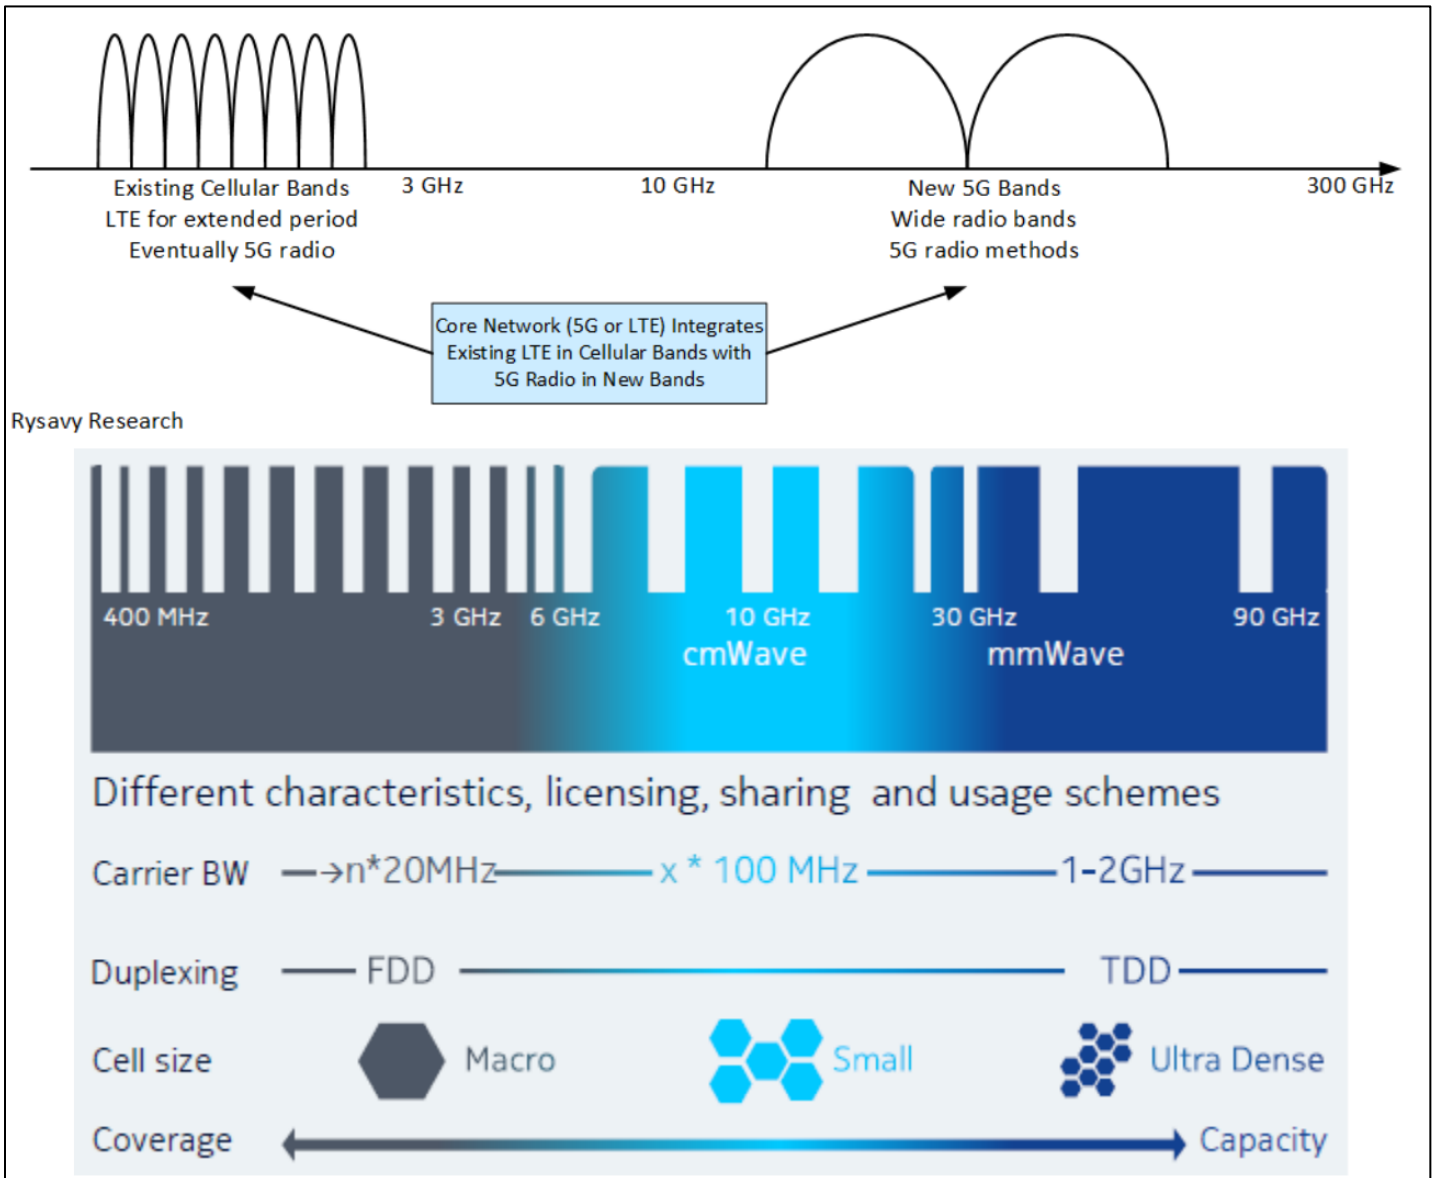 3 GHz 10 GHz 300 GHz
Existing Cellular Bands
LTE for extended period
Eventually 5G radio
New 5G Bands
Wide radio bands
5G radio methods
Core Network (5G or LTE) Integrates
Existing LTE in Cellular Bands with
5G Radio in New Bands
Rysavy Research
400 MHz 3 GHz 6 GHz 10 GHz 30 GHz 90 GHz
cmWave mmWave
Different characteristics, licensing, sharing and usage schemes
Carrier BW →n*20MHz x * 100 MHz 1-2GHz
Duplexing FDD TDD
Cell size Macro Small Ultra Dense
Coverage Capacity